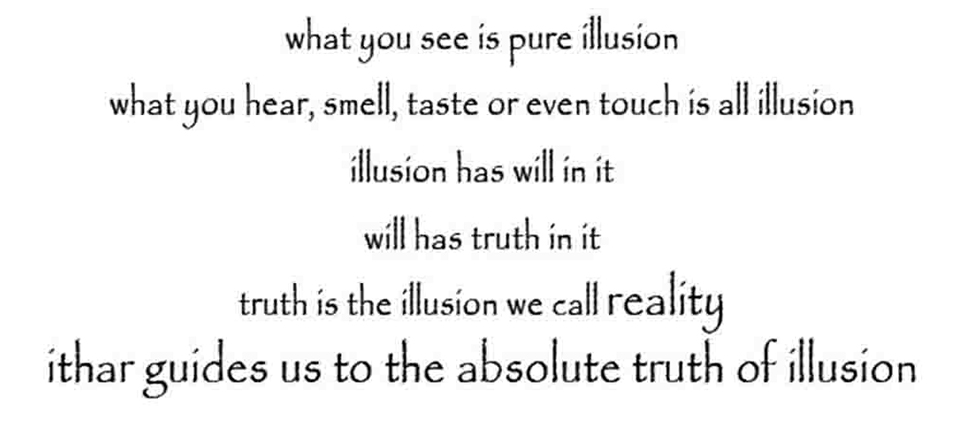 what you see is pure illusion
what you hear, smell, taste or even touch is all illusion
illusion has will in it
will has truth in it
truth is the illusion we call reality
ithar guides us to the absolute truth of illusion